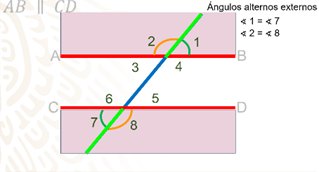 AB ∥ CD
Ángulos alternos externos
∢ 1 = ∢ 7
∢ 2 = ∢ 8
2 1
A 3 4 B
C 6 5 D
7 8